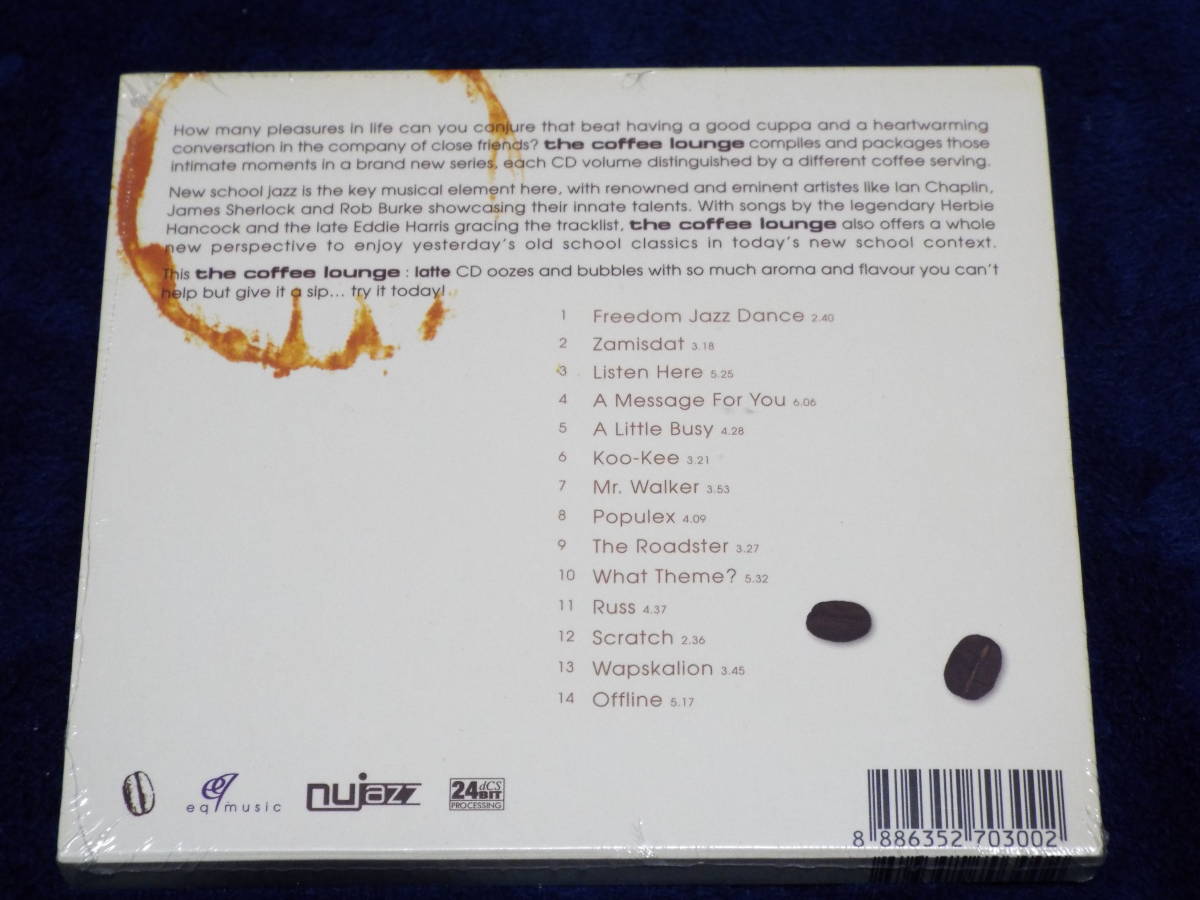 How many pleasures in life can you conjure that beat having a good cuppa and a heartwarming
conversation in the company of close friends? the coffee lounge compiles and packages those
intimate moments in a brand new series, each CD volume distinguished by a different coffee serving.
New school jazz is the key musical element here, with renowned and eminent artistes like Ian Chaplin,
James Sherlock and Rob Burke showcasing their innate talents. With songs by the legendary Herbie
Hancock and the late Eddie Harris gracing the tracklist, the coffee lounge also offers a whole
new perspective to enjoy yesterday's old school classics in today's new school context.
This the coffee lounge : latte CD oozes and bubbles with so much aroma and flavour you can't
help but give it a sip... try it today!
1 Freedom Jazz Dance 2.40
2 Zamisdat 3.18
3 Listen Here 5.25
4 A Message For You 6.06
5 A Little Busy 4.28
6 Koo-Kee 3.21
7 Mr. Walker 3.53
8 Populex 4.09
9 The Roadster 3.27
10 What Theme? 5.32
11 Russ 4.37
12 Scratch 2.36
13 Wapskalion 3.45
14 Offline 5.17
eq music
nujazz
24 dCS
BIT
PROCESSING
8 886352 703002